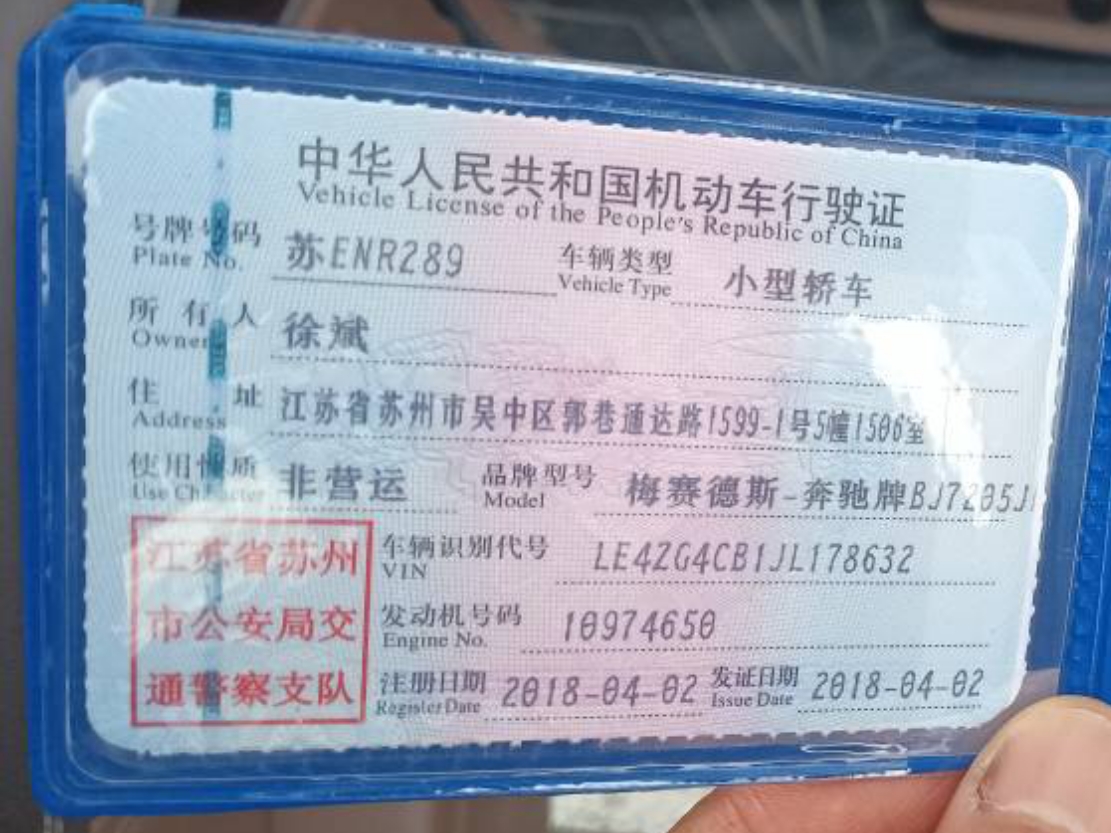 中华人民共和国机动车行驶证
Vehicle License of the People's Republic of China
号牌号码 苏ENR289 车辆类型 小型轿车
Plate No. Vehicle Type
所有人 徐斌
Owner
住址 江苏省苏州市吴中区郭巷通达路1599-1号5幢1506室
Address
使用性质 非营运 品牌型号 梅赛德斯-奔驰牌BJ7205J
Use Character Model
江苏省苏州
市公安局交
通警察支队
车辆识别代号 LE4ZG4CB1JL178632
VIN
发动机号码 10974650
Engine No.
注册日期 2018-04-02 发证日期 2018-04-02
Register Date Issue Date